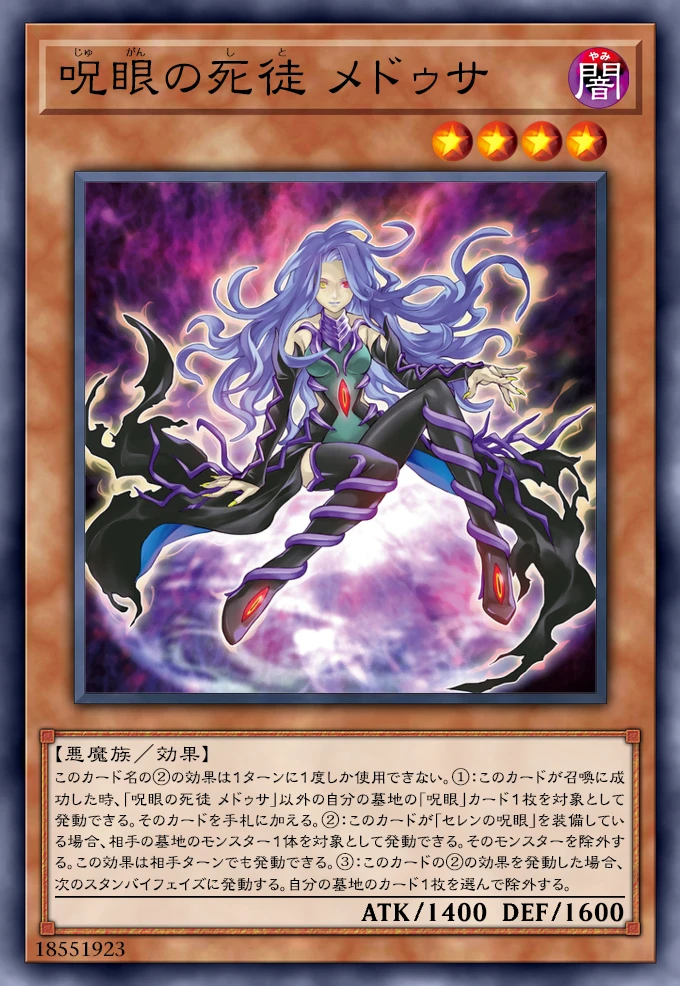 じゅ がん し と
呪眼の死徒 メドゥサ
やみ
闇
【悪魔族／効果】
このカード名の②の効果は1ターンに1度しか使用できない。①：このカードが召喚に成
功した時、「呪眼の死徒 メドゥサ」以外の自分の墓地の「呪眼」カード1枚を対象として
発動できる。そのカードを手札に加える。②：このカードが「セレンの呪眼」を装備してい
る場合、相手の墓地のモンスター1体を対象として発動できる。そのモンスターを除外す
る。この効果は相手ターンでも発動できる。③：このカードの②の効果を発動した場合、
次のスタンバイフェイズに発動する。自分の墓地のカード1枚を選んで除外する。
ATK/1400 DEF/1600
18551923